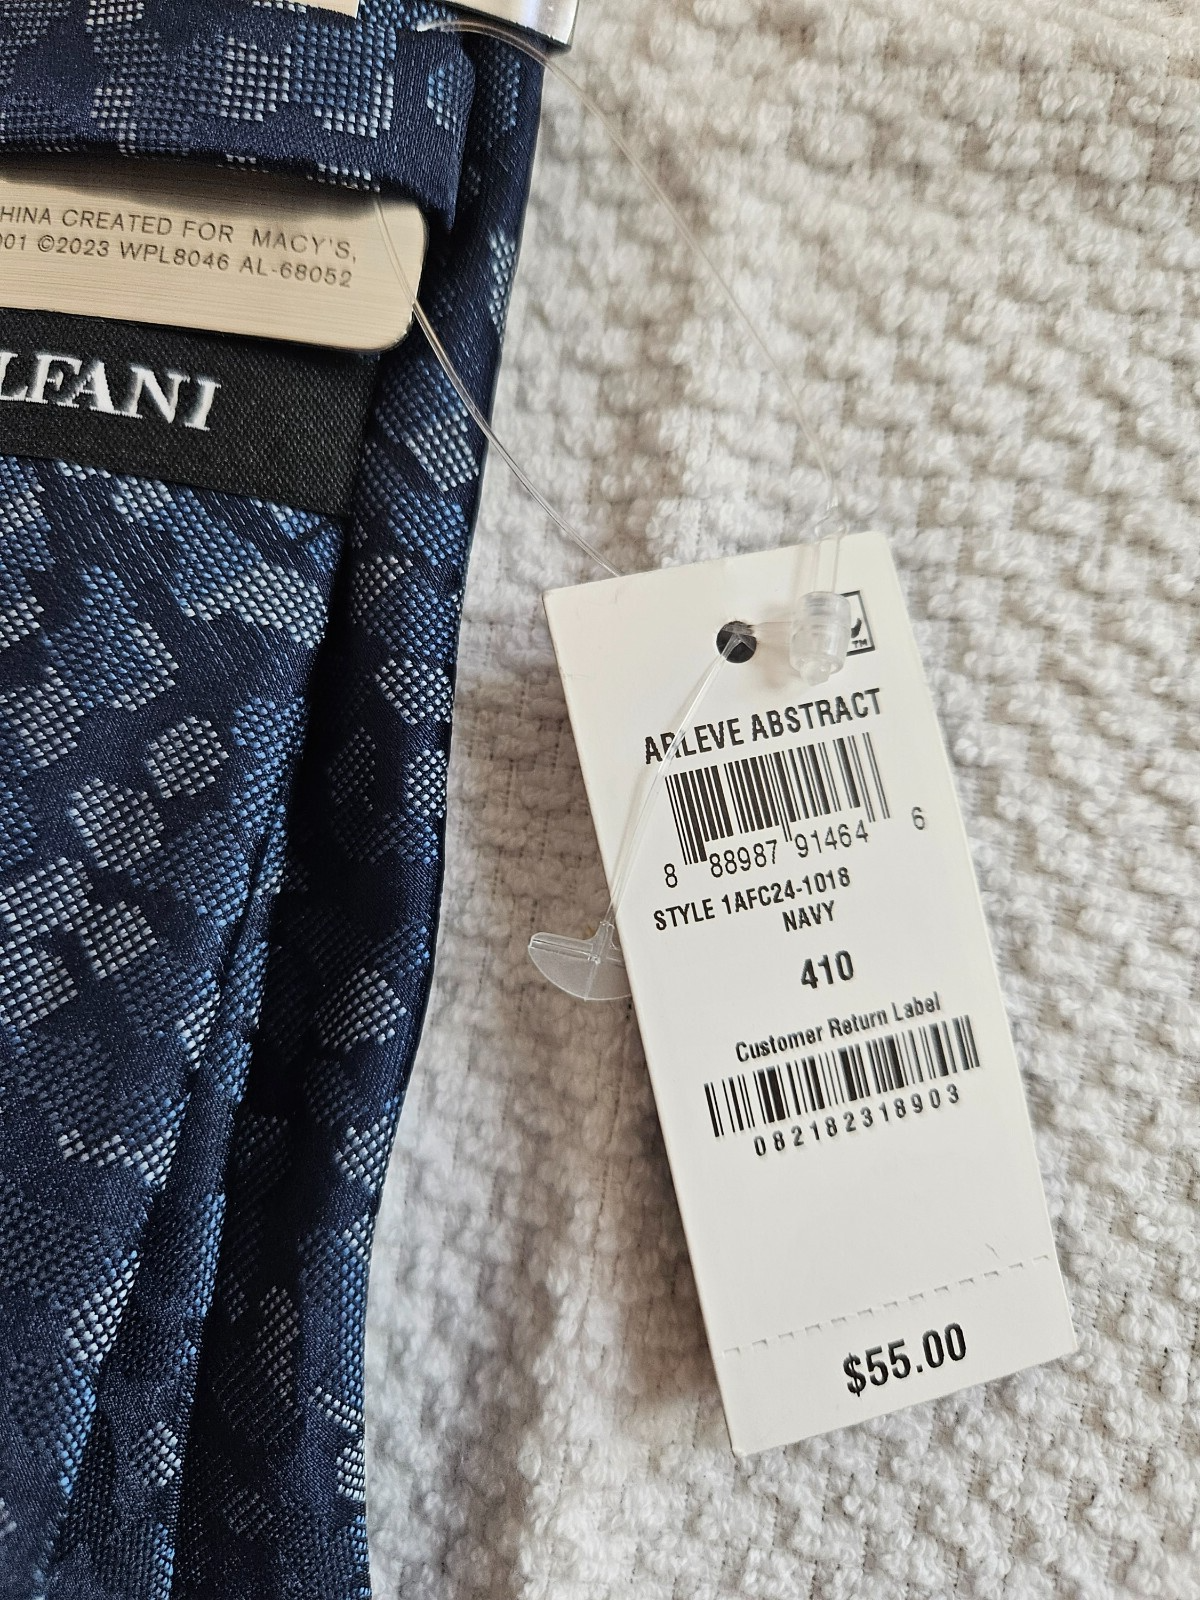 HINA CREATED FOR MACY'S,
001 ©2023 WPL8046 AL-68052
LFANI
TM
ARLEVE ABSTRACT
8 88987 91464 6
STYLE 1AFC24-1018
NAVY
410
Customer Return Label
082182318903
$55.00